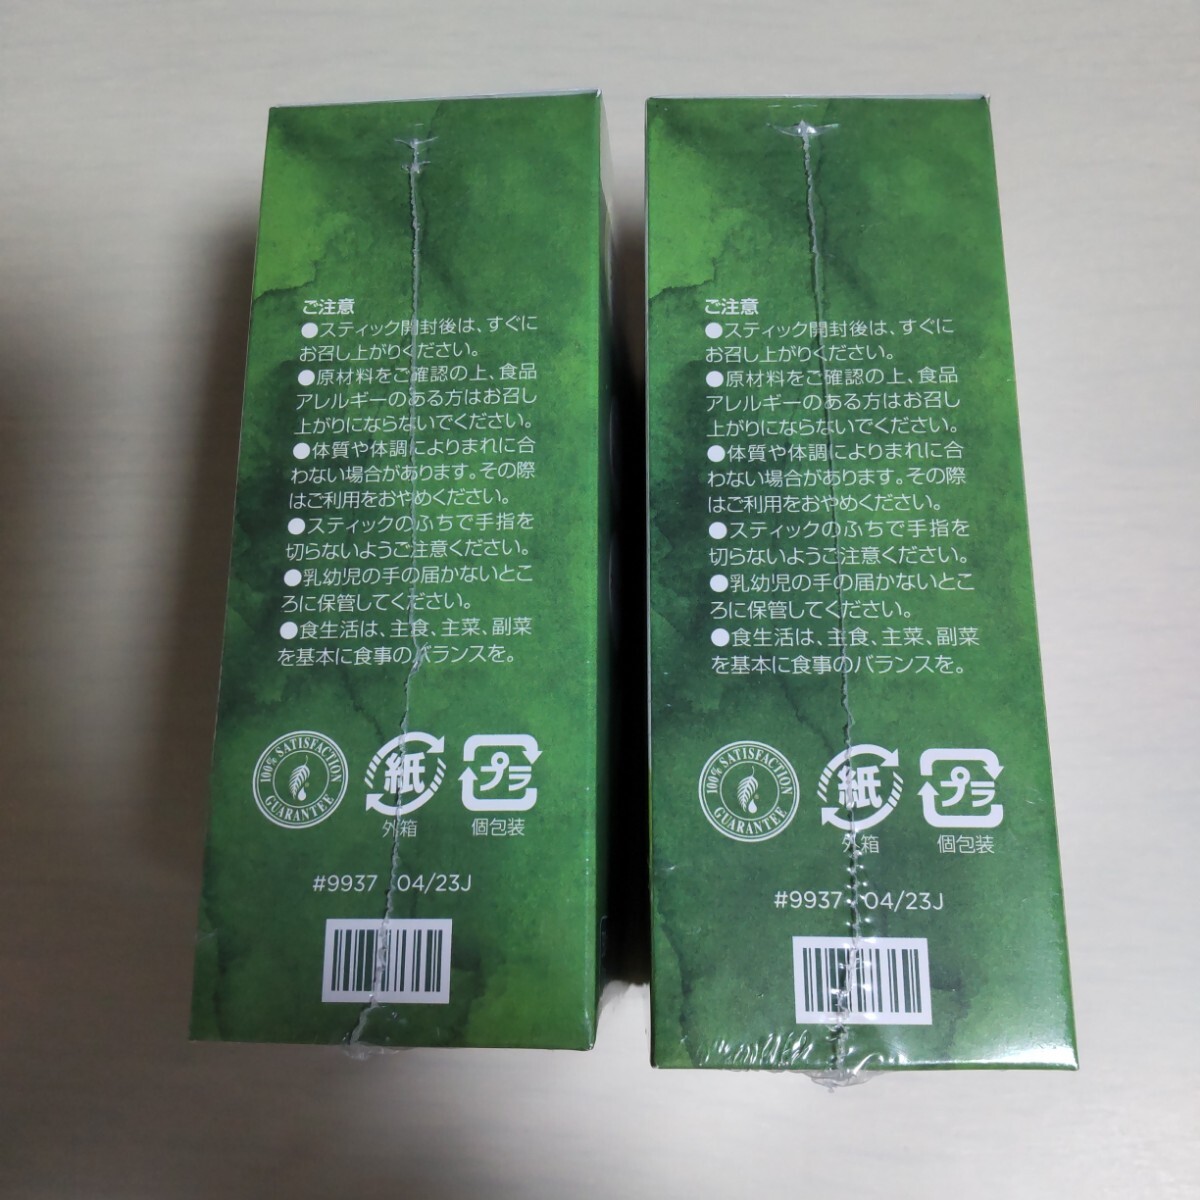 ご注意
●スティック開封後は、すぐに
お召し上がりください。
●原材料をご確認の上、食品
アレルギーのある方はお召し
上がりにならないでください。
●体質や体調によりまれに合
わない場合があります。その際
はご利用をおやめください。
●スティックのふちで手指を
切らないようご注意ください。
●乳幼児の手の届かないとこ
ろに保管してください。
●食生活は、主食、主菜、副菜
を基本に食事のバランスを。
100% SATISFACTION GUARANTEE
紙
外箱
プラ
個包装
#9937 04/23J
ご注意
●スティック開封後は、すぐに
お召し上がりください。
●原材料をご確認の上、食品
アレルギーのある方はお召し
上がりにならないでください。
●体質や体調によりまれに合
わない場合があります。その際
はご利用をおやめください。
●スティックのふちで手指を
切らないようご注意ください。
●乳幼児の手の届かないとこ
ろに保管してください。
●食生活は、主食、主菜、副菜
を基本に食事のバランスを。
100% SATISFACTION GUARANTEE
紙
外箱
プラ
個包装
#9937 04/23J